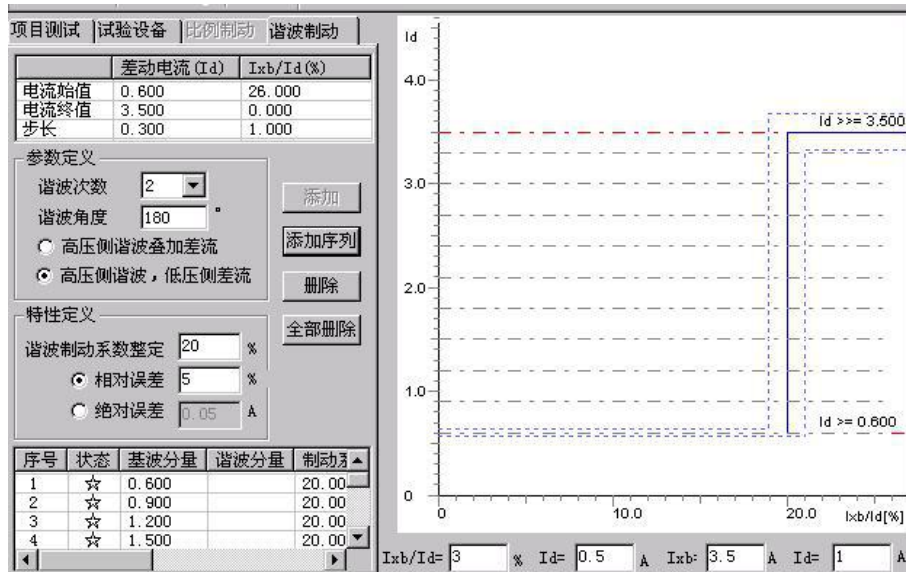 项目测试 试验设备 比例制动 谐波制动
差动电流(Id) Ixb/Id(%)
电流始值 0.600 26.000
电流终值 3.500 0.000
步长 0.300 1.000
参数定义
谐波次数 2
谐波角度 180 °
高压侧谐波叠加差流
高压侧谐波，低压侧差流
添加
添加序列
删除
全部删除
特性定义
谐波制动系数整定 20 %
相对误差 5 %
绝对误差 0.05 A
序号 状态 基波分量 谐波分量 制动
1 ☆ 0.600 20.00
2 ☆ 0.900 20.00
3 ☆ 1.200 20.00
4 ☆ 1.500 20.00
Id
4.0
Id >>= 3.500
3.0
2.0
1.0
Id >= 0.600
0
0 10.0 20.0 Ixb/Id[%]
Ixb/Id= 3 % Id= 0.5 A Ixb: 3.5 A Id= 1 A